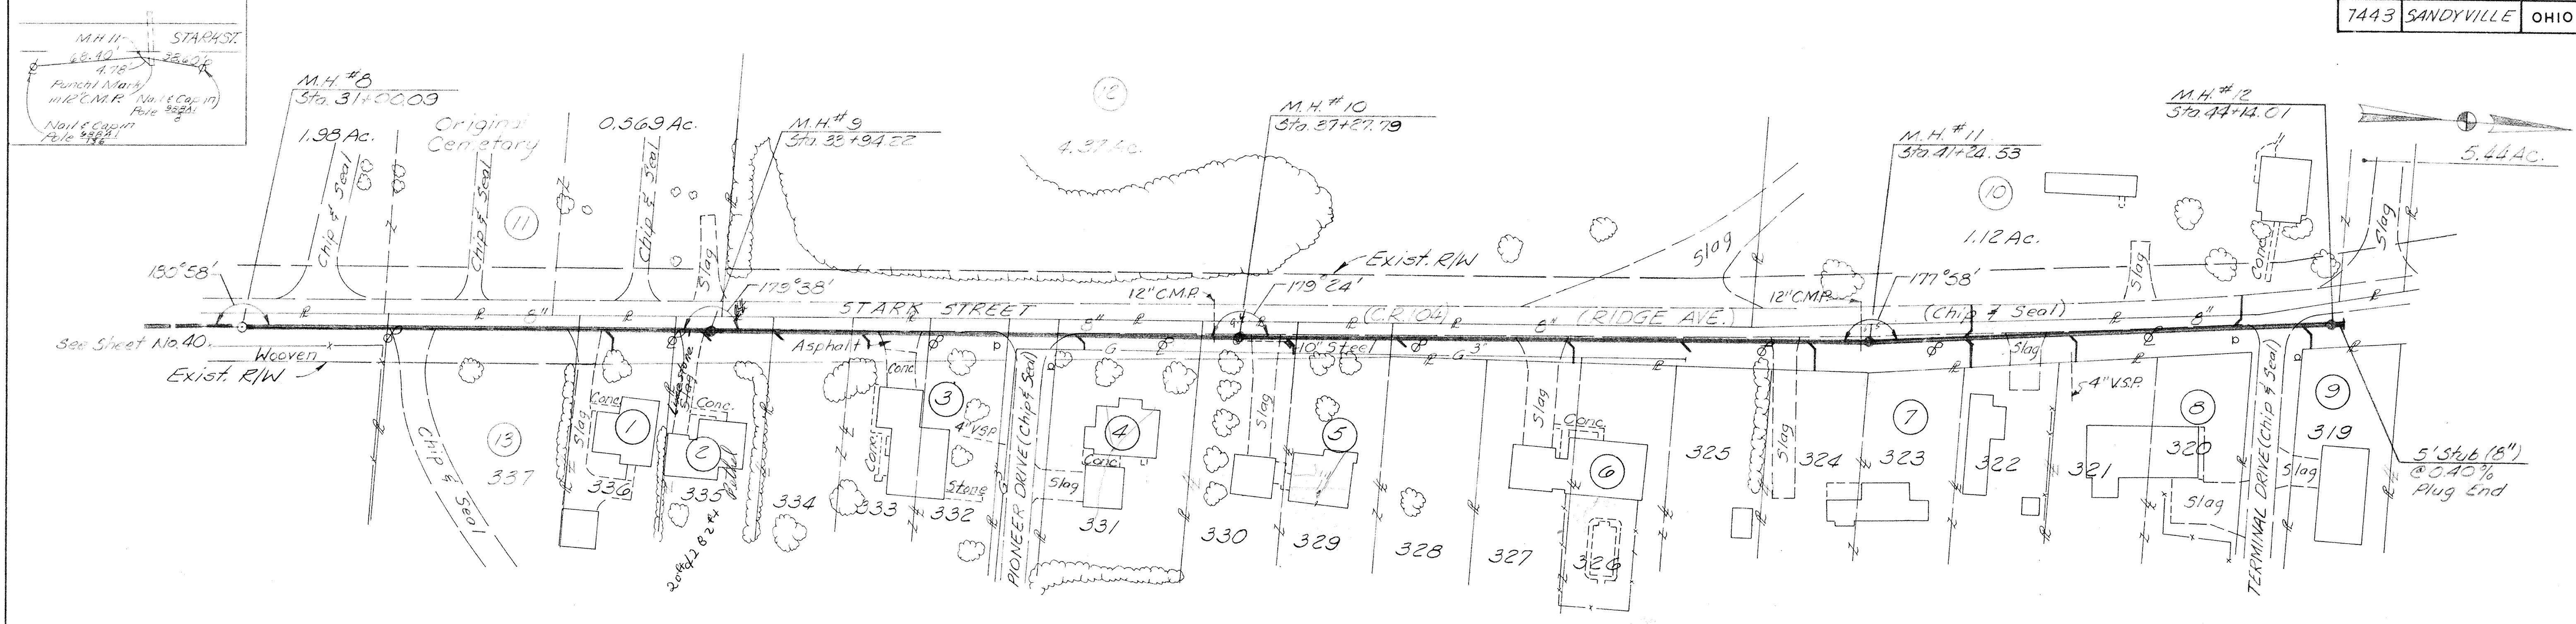 7443 SANDYVILLE OHIO
M.H.11
STARK ST.
68.40'
4.78'
Punch Mark
in 12" C.M.P.
Nail & Cap in
Pole
Nail & Cap in
Pole
M.H. #8
Sta. 31+00.09
1.98 Ac.
Original
Cemetary
0.569 Ac.
M.H. #9
Sta. 33+94.22
12
4.37 Ac.
M.H. #10
Sta. 37+27.79
M.H. #11
Sta. 41+24.53
M.H. #12
Sta. 44+14.01
5.44 Ac.
10
1.12 Ac.
11
Chip & Seal
Chip & Seal
Chip & Seal
Slag
Slag
Slag
Conc.
Slag
Exist. R/W
180°58'
179°38'
12" C.M.P.
179°24'
12" C.M.P.
177°58'
STARK STREET
(C.R. 104)
(RIDGE AVE.)
(Chip & Seal)
8"
8"
8"
8"
See Sheet No. 40.
Wooven
Exist. R/W
Asphalt
10" Steel
G
G 3"
Slag
Conc.
4" V.S.P.
4" V.S.P.
Chip & Seal
13
337
Slag
Conc.
1
336
Limestone
Slag
Conc.
2
335
334
Conc.
333
3
332
Stone
3"
G
PIONEER DRIVE (Chip & Seal)
4
Conc.
Slag
331
330
Slag
5
329
328
327
Slag
Conc.
6
326
325
Slag
324
7
323
322
321
8
320
Slag
TERMINAL DRIVE (Chip & Seal)
9
319
Slag
5' Stub (8")
@ 0.40%
Plug End